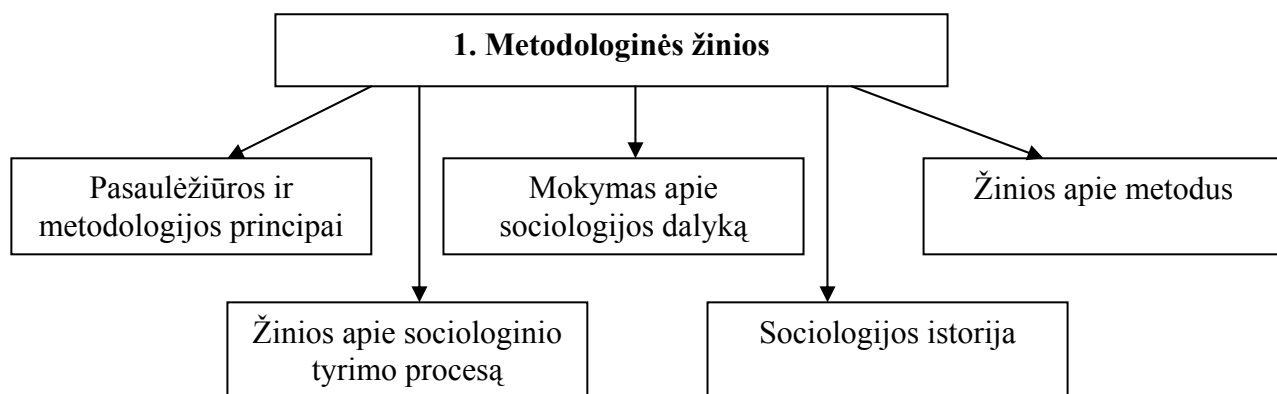 1. Metodologinės žinios
Pasaulėžiūros ir
metodologijos principai
Mokymas apie
sociologijos dalyką
Žinios apie metodus
Žinios apie sociologinio
tyrimo procesą
Sociologijos istorija